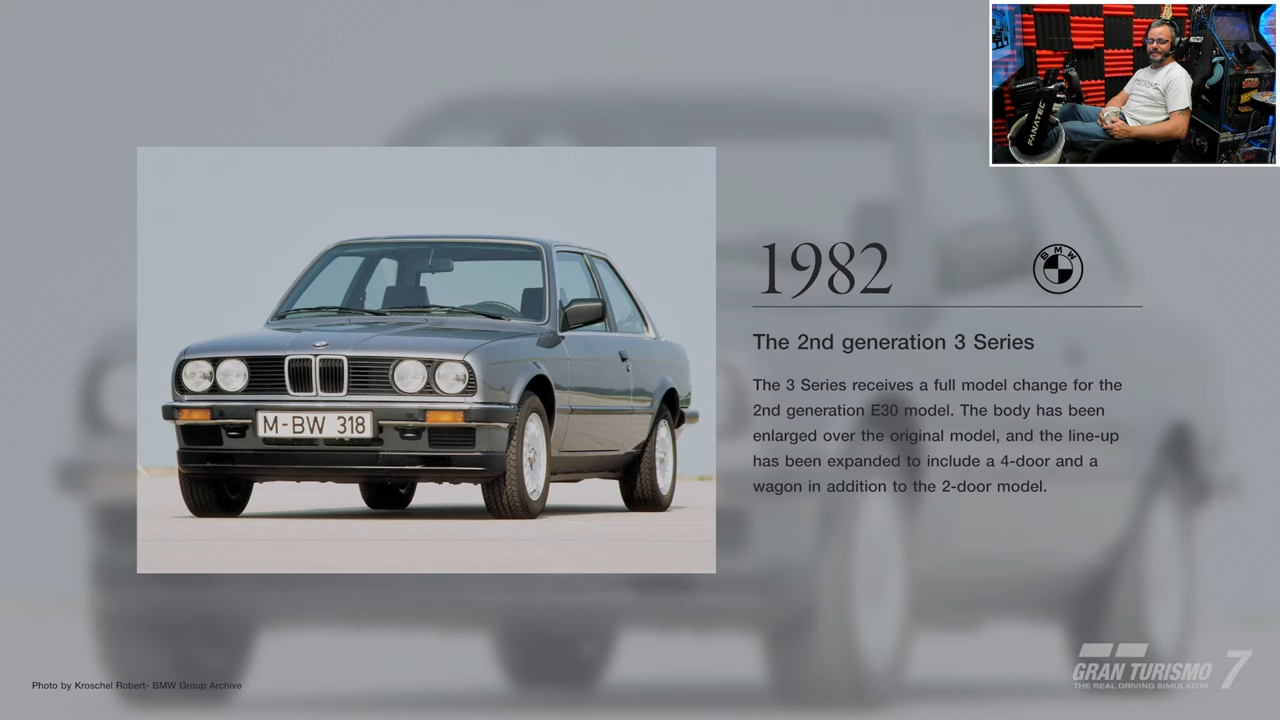 FANATEC
1982
BMW
The 2nd generation 3 Series
The 3 Series receives a full model change for the
2nd generation E30 model. The body has been
enlarged over the original model, and the line-up
has been expanded to include a 4-door and a
wagon in addition to the 2-door model.
M-BW 318
Photo by Kroschel Robert- BMW Group Archive
GRAN TURISMO 7
THE REAL DRIVING SIMULATOR